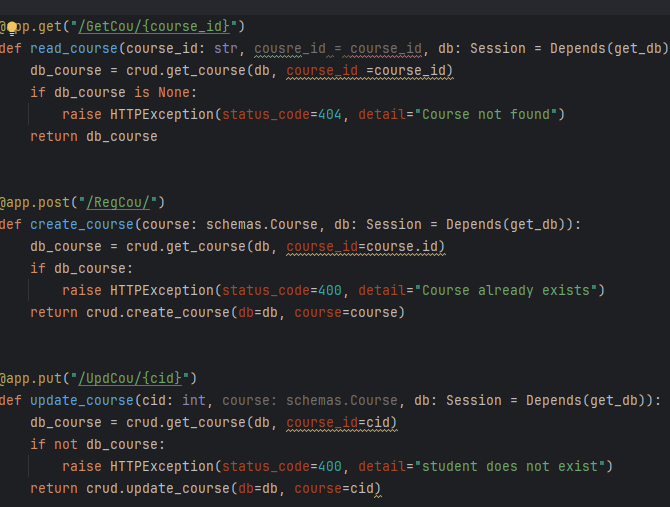 @app.get("/GetCou/{course_id}")
def read_course(course_id: str, cousre_id = course_id, db: Session = Depends(get_db)
    db_course = crud.get_course(db, course_id =course_id)
    if db_course is None:
        raise HTTPException(status_code=404, detail="Course not found")
    return db_course
@app.post("/RegCou/")
def create_course(course: schemas.Course, db: Session = Depends(get_db)):
    db_course = crud.get_course(db, course_id=course.id)
    if db_course:
        raise HTTPException(status_code=400, detail="Course already exists")
    return crud.create_course(db=db, course=course)
@app.put("/UpdCou/{cid}")
def update_course(cid: int, course: schemas.Course, db: Session = Depends(get_db)):
    db_course = crud.get_course(db, course_id=cid)
    if not db_course:
        raise HTTPException(status_code=400, detail="student does not exist")
    return crud.update_course(db=db, course=cid)